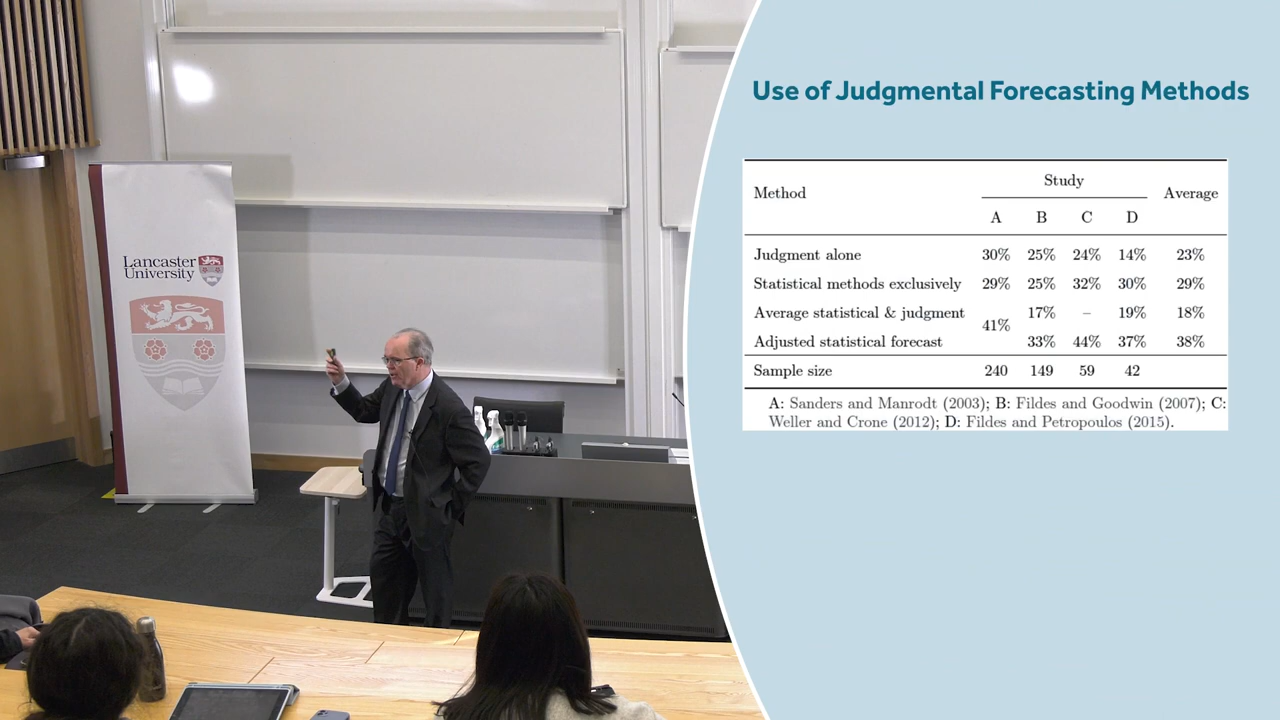 Lancaster
University
Use of Judgmental Forecasting Methods
Method Study Average
A B C D
Judgment alone 30% 25% 24% 14% 23%
Statistical methods exclusively 29% 25% 32% 30% 29%
Average statistical & judgment 17% – 19% 18%
41%
Adjusted statistical forecast 33% 44% 37% 38%
Sample size 240 149 59 42
A: Sanders and Manrodt (2003); B: Fildes and Goodwin (2007); C:
Weller and Crone (2012); D: Fildes and Petropoulos (2015).